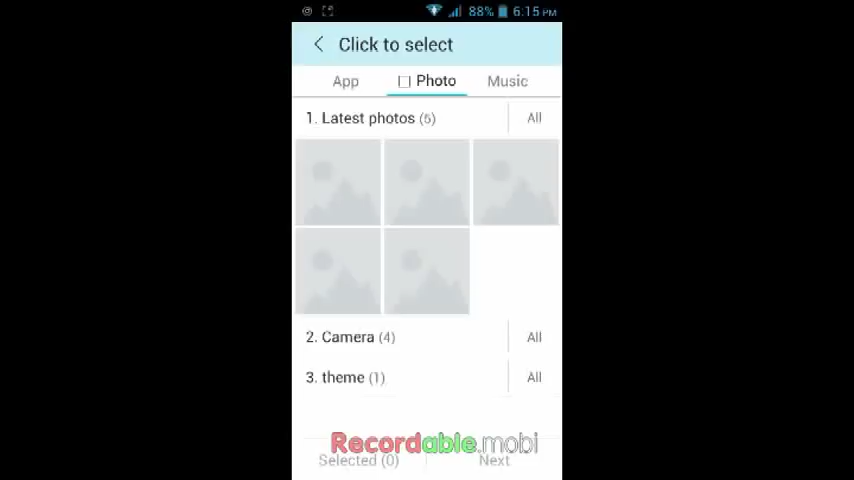 88% 6:15 PM
Click to select
App Photo Music
1. Latest photos (5) All
2. Camera (4) All
3. theme (1) All
Recordable.mobi
Selected (0) Next